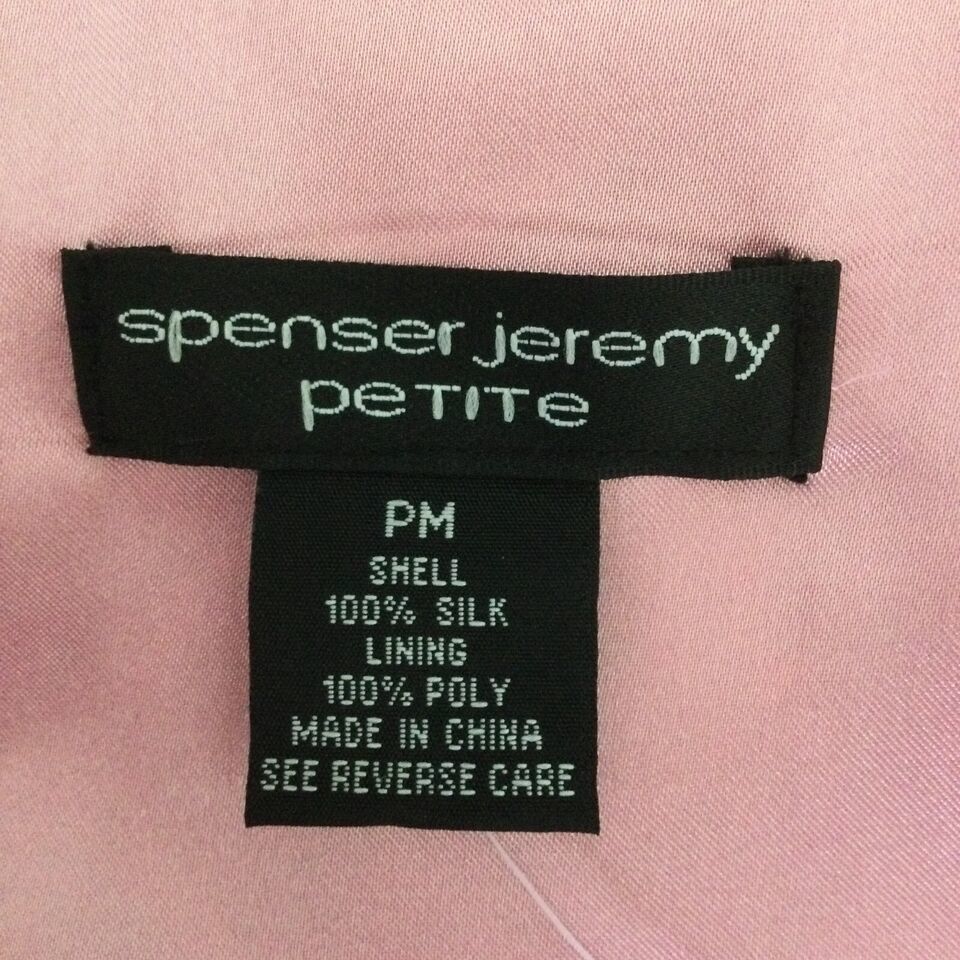 spenser jeremy
peTITe
PM
SHELL
100% SILK
LINING
100% POLY
MADE IN CHINA
SEE REVERSE CARE